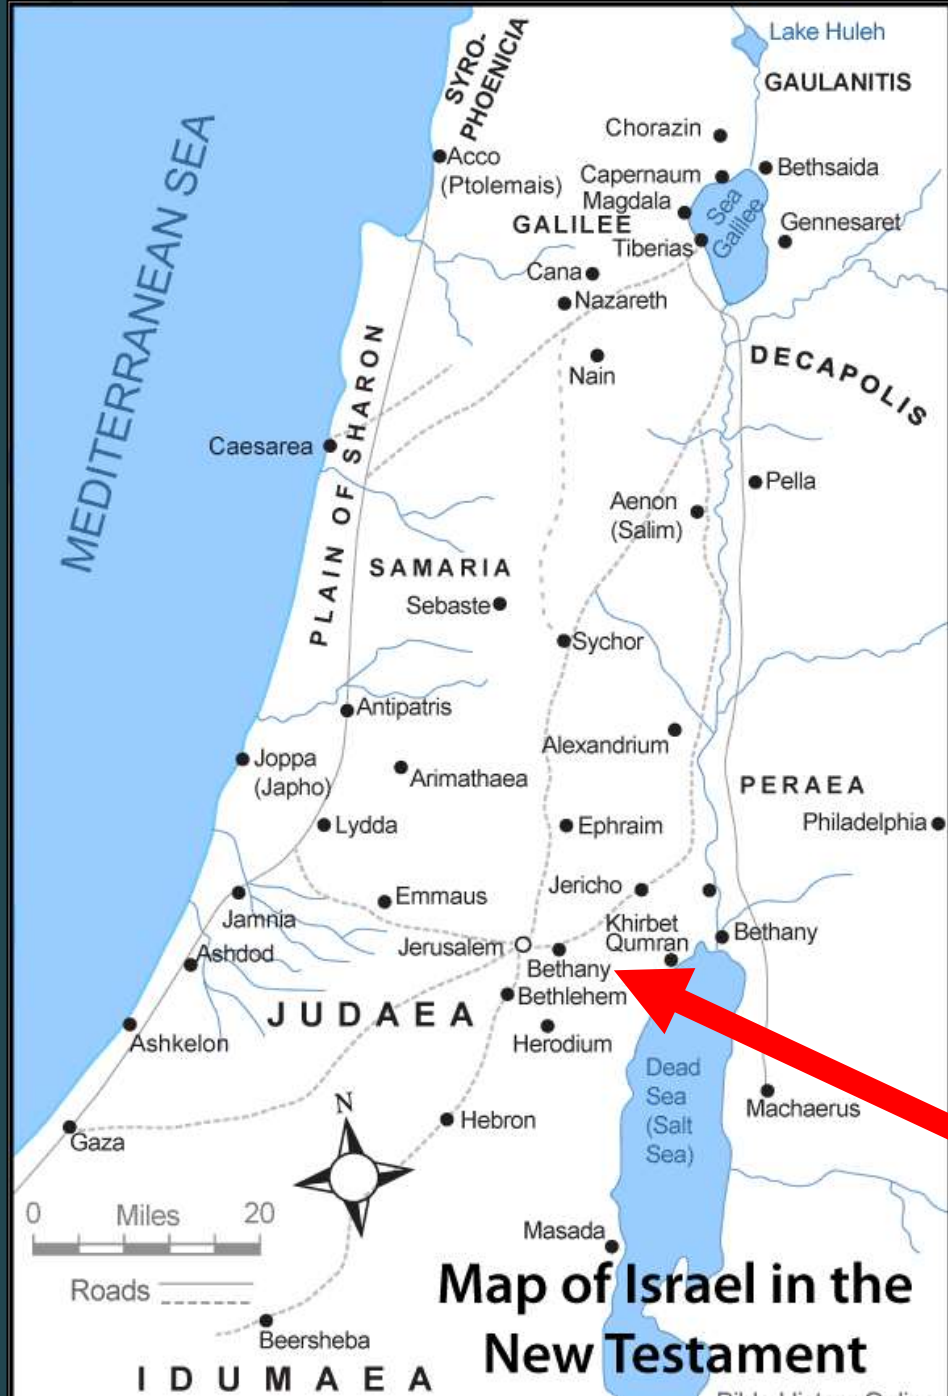 Lake Huleh
SYRO-
PHOENICIA
GAULANITIS
MEDITERRANEAN SEA
Chorazin
Acco
(Ptolemais)
Capernaum
Bethsaida
Magdala
Sea
Galilee
GALILEE
Gennesaret
Tiberias
Cana
Nazareth
DECAPOLIS
Nain
PLAIN OF SHARON
Caesarea
Pella
Aenon
(Salim)
SAMARIA
Sebaste
Sychor
Antipatris
Alexandrium
Joppa
(Japho)
Arimathaea
PERAEA
Lydda
Ephraim
Philadelphia
Jericho
Emmaus
Jamnia
Khirbet
Qumran
Bethany
Jerusalem
Ashdod
Bethany
Bethlehem
JUDAEA
Ashkelon
Herodium
Dead
Sea
(Salt
Sea)
Machaerus
N
Hebron
Gaza
0 Miles 20
Masada
Roads
Map of Israel in the
New Testament
Beersheba
IDUMAEA